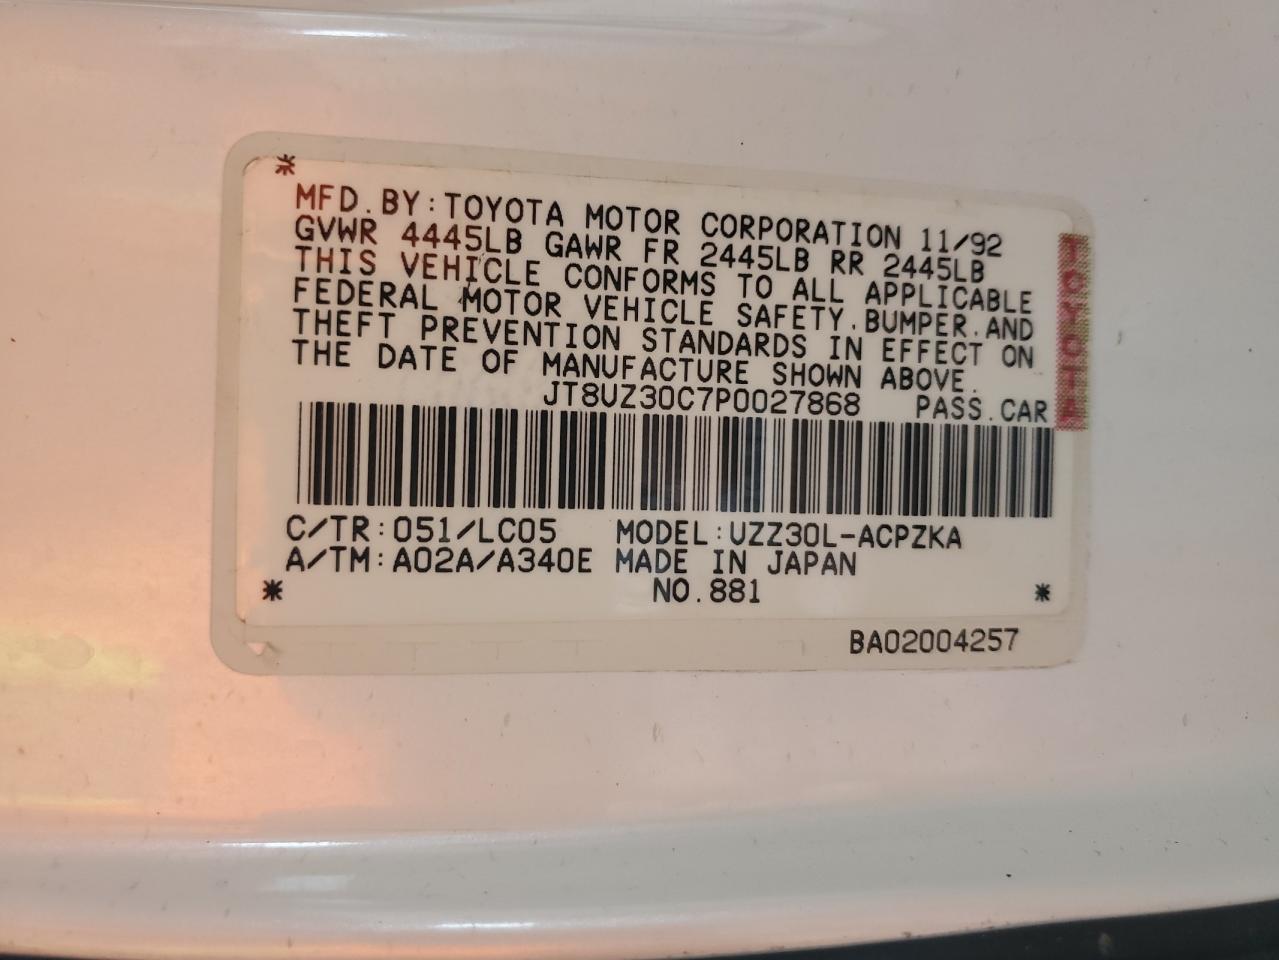 MFD.BY:TOYOTA MOTOR CORPORATION 11/92
GVWR 4445LB GAWR FR 2445LB RR 2445LB
THIS VEHICLE CONFORMS TO ALL APPLICABLE
FEDERAL MOTOR VEHICLE SAFETY.BUMPER.AND
THEFT PREVENTION STANDARDS IN EFFECT ON
THE DATE OF MANUFACTURE SHOWN ABOVE.
JT8UZ30C7P0027868 PASS.CAR
C/TR:051/LC05 MODEL:UZZ30L-ACPZKA
A/TM:A02A/A340E MADE IN JAPAN
NO.881
BA02004257
TOYOTA